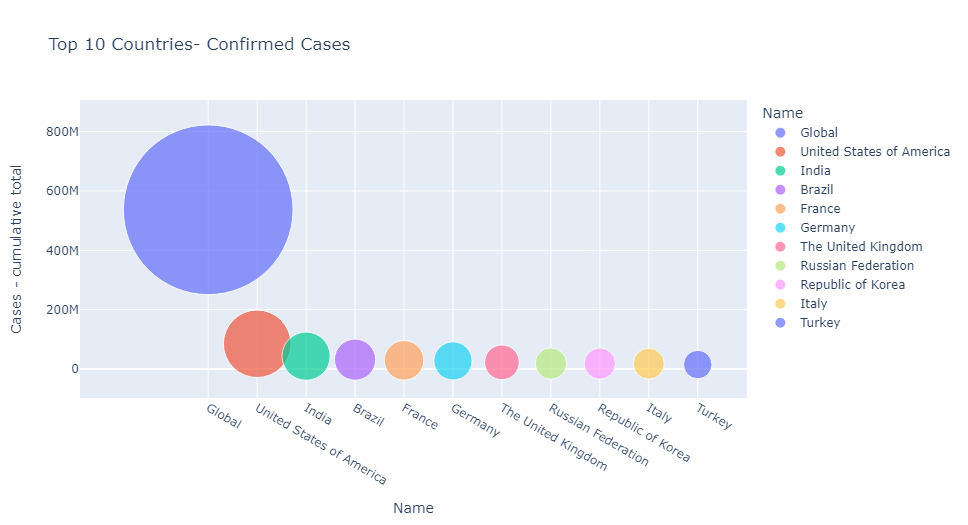 Top 10 Countries- Confirmed Cases
Cases - cumulative total
800M
600M
400M
200M
0
Global
United States of America
India
Brazil
France
Germany
The United Kingdom
Russian Federation
Republic of Korea
Italy
Turkey
Name
Name
Global
United States of America
India
Brazil
France
Germany
The United Kingdom
Russian Federation
Republic of Korea
Italy
Turkey